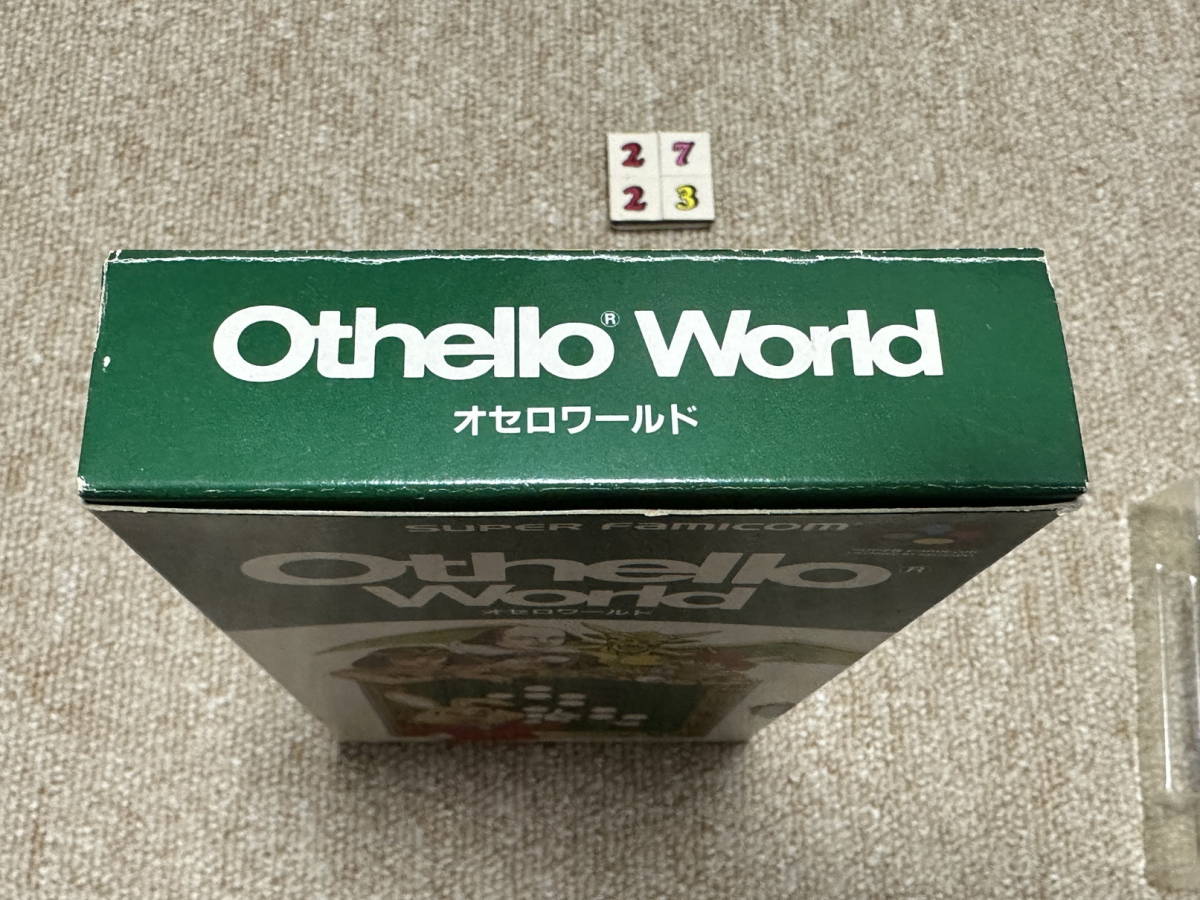 2 7
2 3
Othello® World
オセロワールド
SUPER FAMICOM
Othello
World
オセロワールド